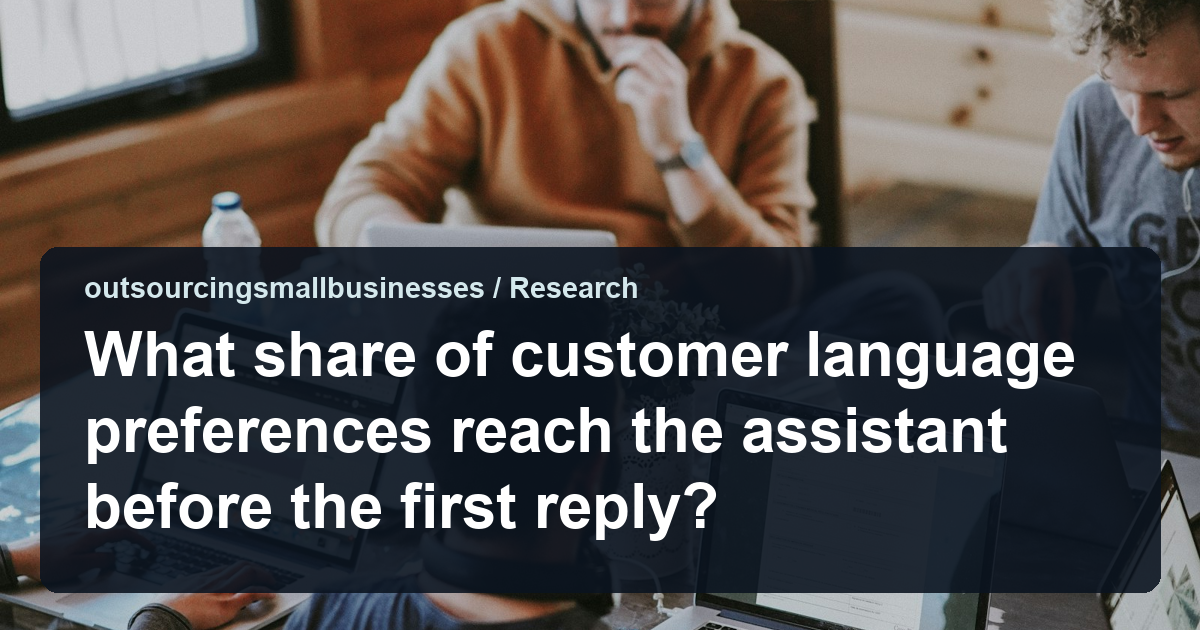 outsourcingsmallbusinesses / Research
What share of customer language
preferences reach the assistant
before the first reply?